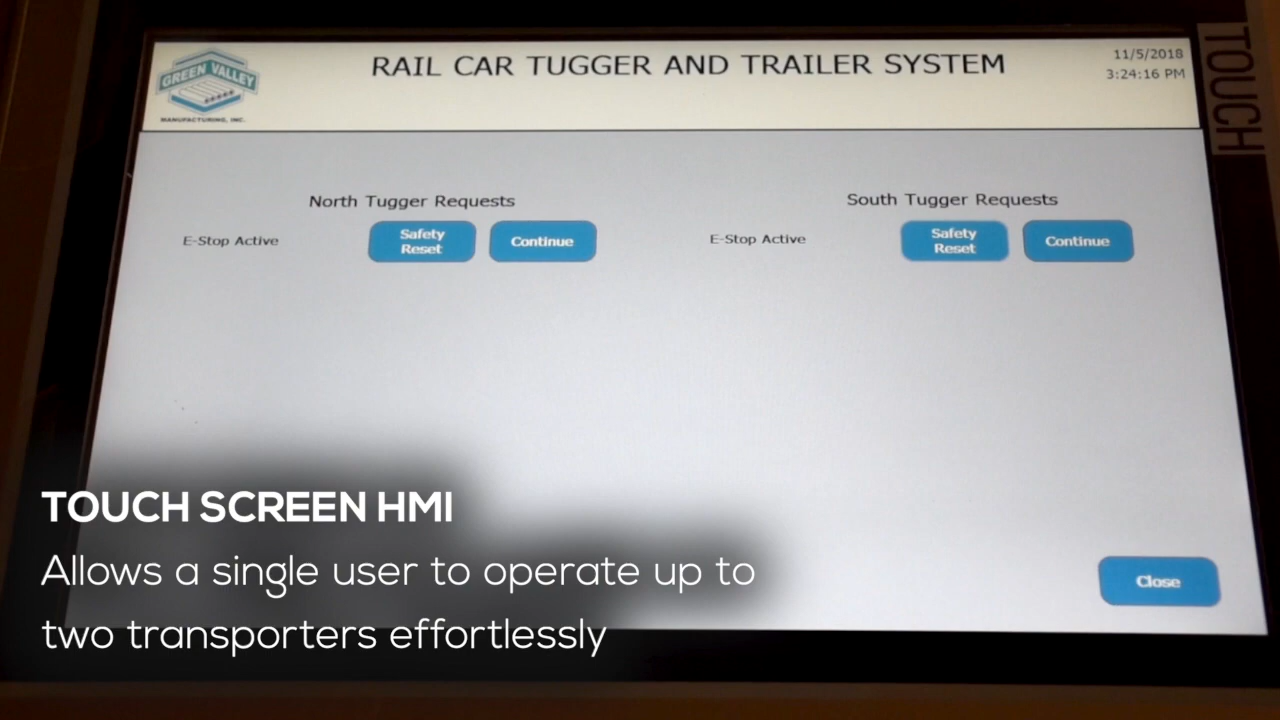 GREEN VALLEY
MANUFACTURING, INC.
RAIL CAR TUGGER AND TRAILER SYSTEM
11/5/2018
3:24:16 PM
TOUCH
North Tugger Requests
South Tugger Requests
E-Stop Active
Safety
Reset
Continue
E-Stop Active
Safety
Reset
Continue
TOUCH SCREEN HMI
Allows a single user to operate up to
two transporters effortlessly
Close